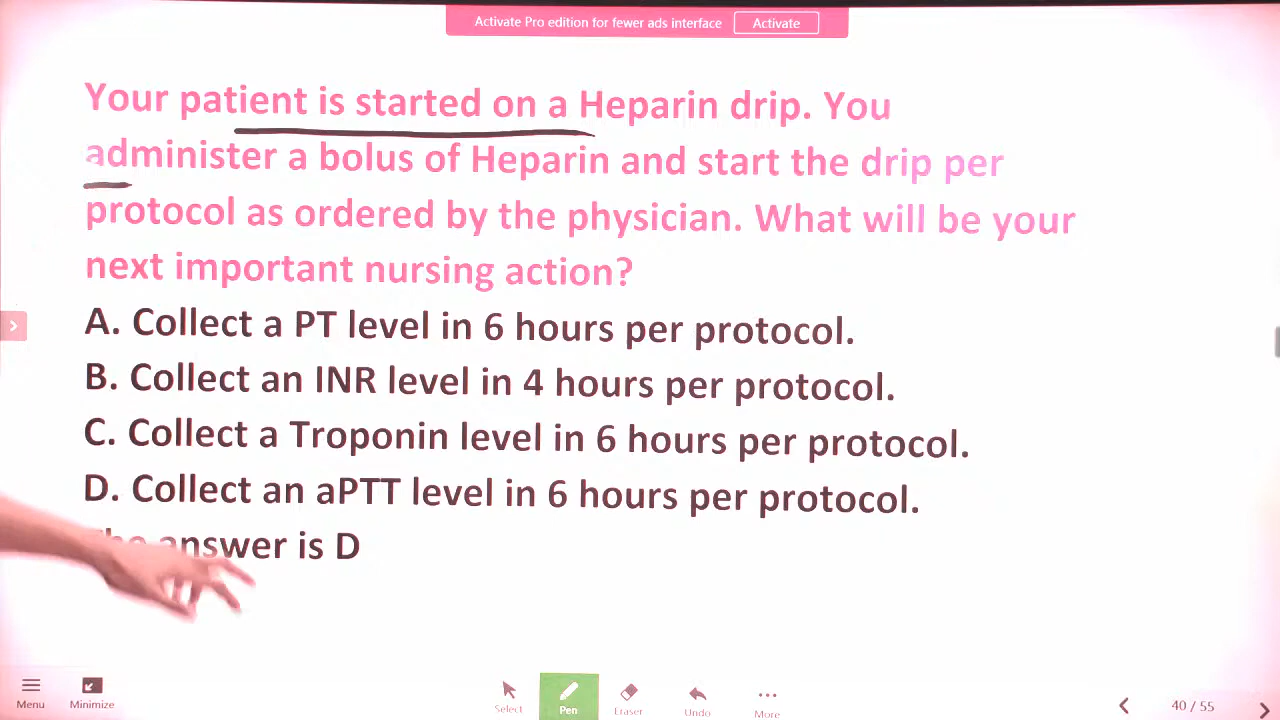 Activate Pro edition for fewer ads interface Activate
Your patient is started on a Heparin drip. You
administer a bolus of Heparin and start the drip per
protocol as ordered by the physician. What will be your
next important nursing action?
A. Collect a PT level in 6 hours per protocol.
B. Collect an INR level in 4 hours per protocol.
C. Collect a Troponin level in 6 hours per protocol.
D. Collect an aPTT level in 6 hours per protocol.
The answer is D
Menu Minimize Select Pen Eraser Undo More 40 / 55